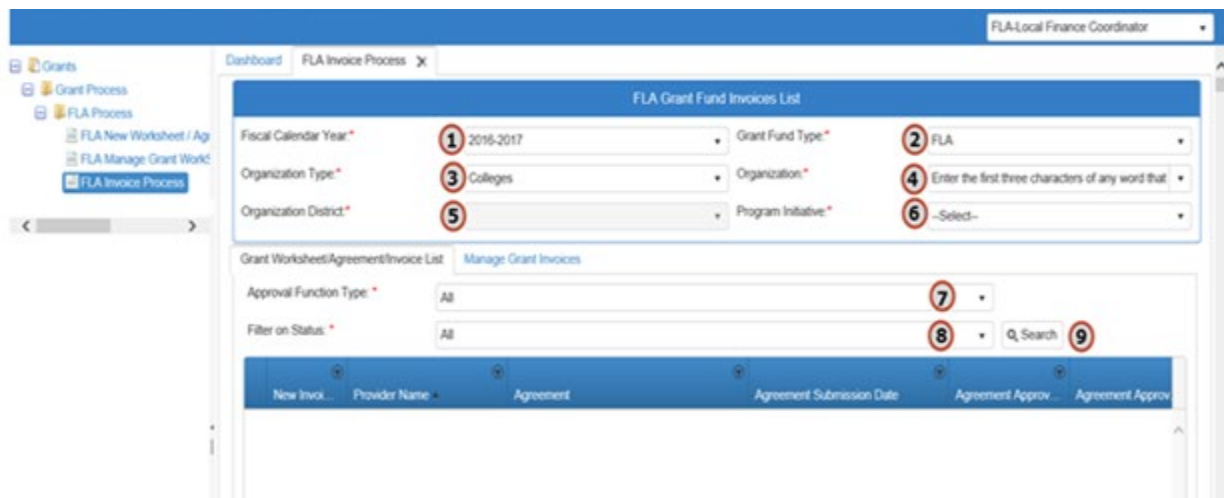 FLA-Local Finance Coordinator
Grants
Grant Process
FLA Process
FLA New Worksheet / Agr
FLA Manage Grant WorkS
FLA Invoice Process
Dashboard FLA Invoice Process X
FLA Grant Fund Invoices List
Fiscal Calendar Year:* 1 2016-2017 Grant Fund Type:* 2 FLA
Organization Type:* 3 Colleges Organization:* 4 Enter the first three characters of any word that
Organization District:* 5 Program Initiative:* 6 --Select--
Grant Worksheet/Agreement/Invoice List Manage Grant Invoices
Approval Function Type: * All 7
Filter on Status: * All 8 Search 9
New Invoi... Provider Name Agreement Agreement Submission Date Agreement Approv... Agreement Approv